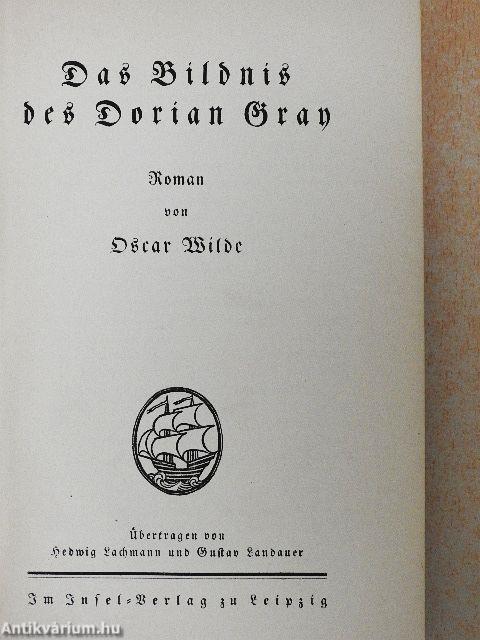 Das Bildnis
des Dorian Gray
Roman
von
Oscar Wilde
Übertragen von
Hedwig Lachmann und Gustav Landauer
Im Insel-Verlag zu Leipzig
Antikvárium.hu